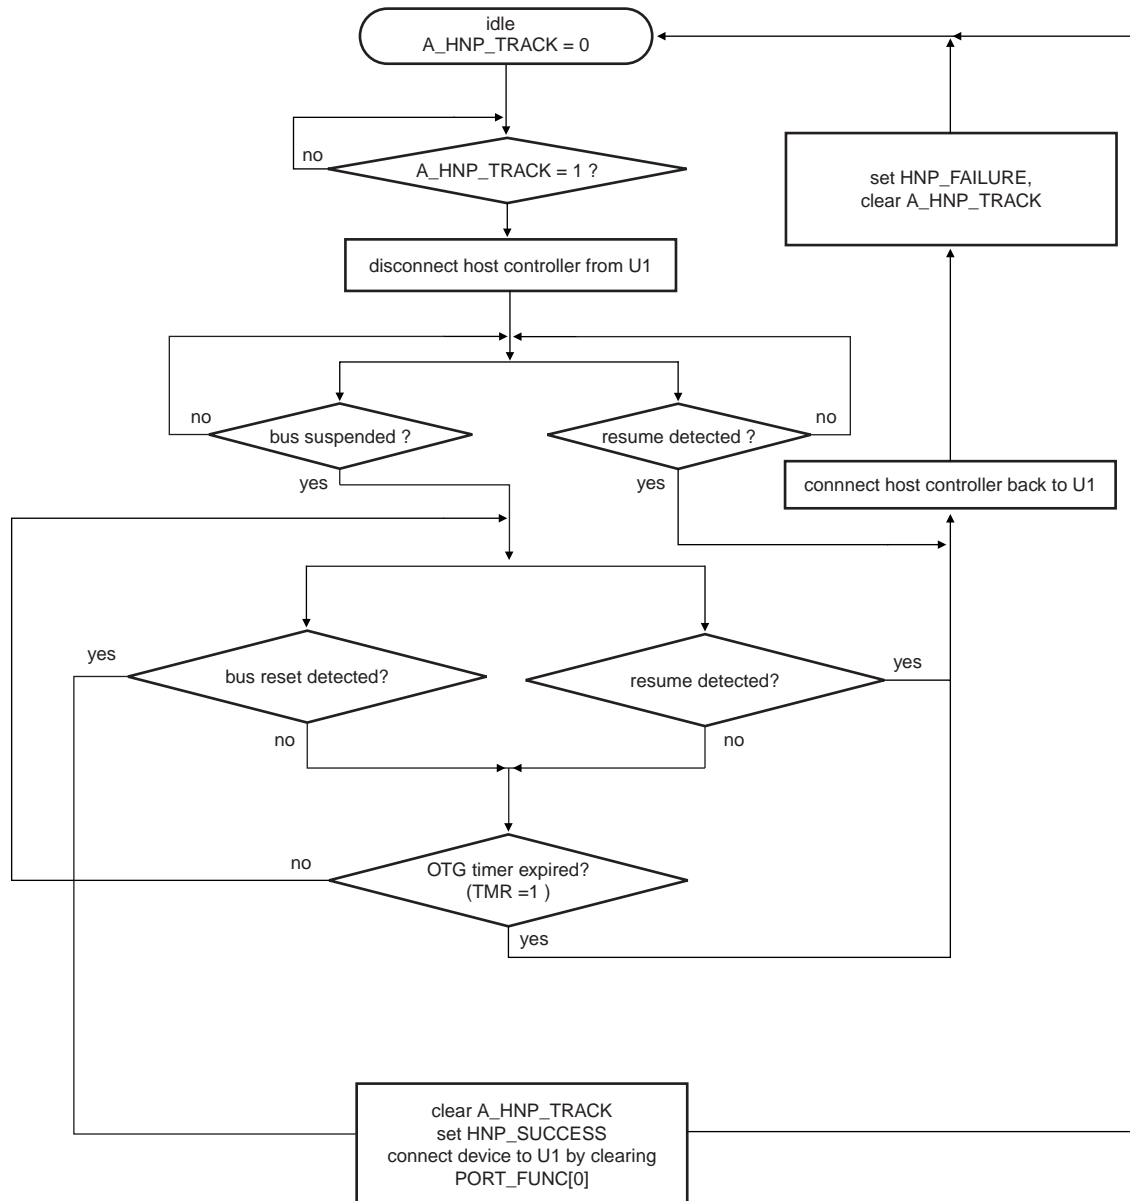 idle
A_HNP_TRACK = 0
no
A_HNP_TRACK = 1 ?
set HNP_FAILURE,
clear A_HNP_TRACK
disconnect host controller from U1
no
bus suspended ?
resume detected ?
no
yes
yes
connnect host controller back to U1
yes
bus reset detected?
resume detected?
yes
no
no
no
OTG timer expired?
(TMR =1 )
yes
clear A_HNP_TRACK
set HNP_SUCCESS
connect device to U1 by clearing
PORT_FUNC[0]